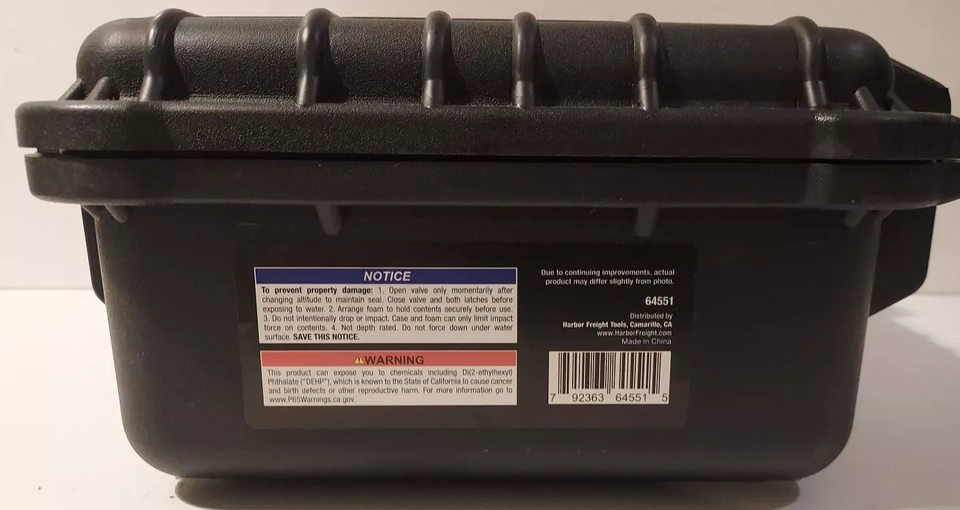 NOTICE
To prevent property damage: 1. Open valve only momentarily after
changing altitude to maintain seal. Close valve and both latches before
exposing to water. 2. Arrange foam to hold contents securely before use.
3. Do not intentionally drop or impact. Case and foam can only limit impact
force on contents. 4. Not depth rated. Do not force down under water
surface. SAVE THIS NOTICE.
⚠WARNING
This product can expose you to chemicals including Di(2-ethylhexyl)
Phthalate ("DEHP"), which is known to the State of California to cause cancer
and birth defects or other reproductive harm. For more information go to
www.P65Warnings.ca.gov.
Due to continuing improvements, actual
product may differ slightly from photo.
64551
Distributed by
Harbor Freight Tools, Camarillo, CA
www.HarborFreight.com
Made in China
7 92363 64551 5